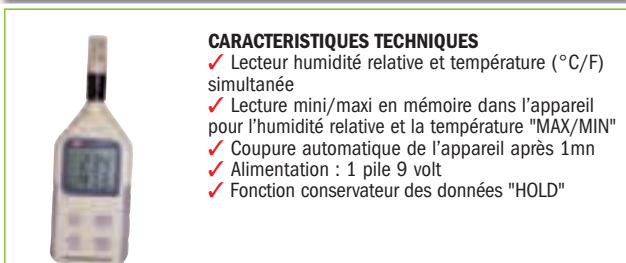 CARACTERISTIQUES TECHNIQUES
✓ Lecteur humidité relative et température (°C/F)
simultanée
✓ Lecture mini/maxi en mémoire dans l'appareil
pour l'humidité relative et la température "MAX/MIN"
✓ Coupure automatique de l'appareil après 1mn
✓ Alimentation : 1 pile 9 volt
✓ Fonction conservateur des données "HOLD"